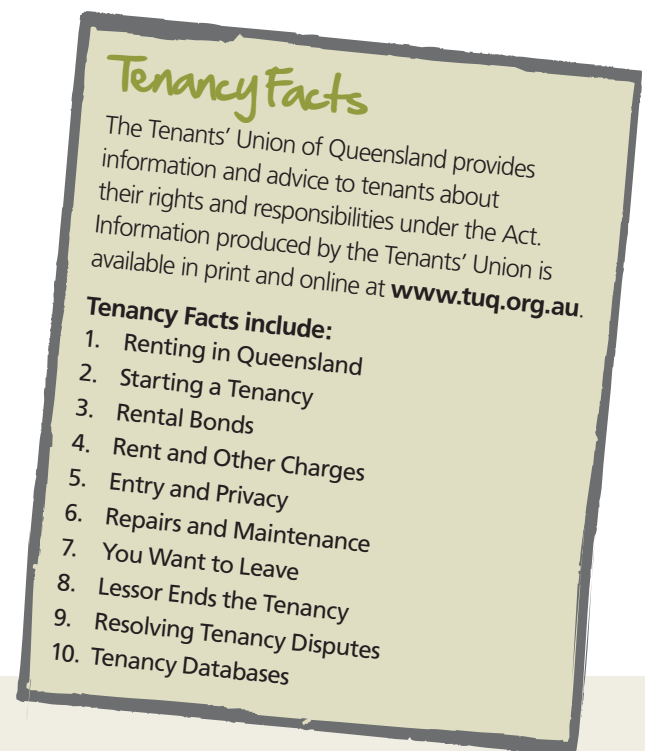 Tenancy Facts
The Tenants' Union of Queensland provides
information and advice to tenants about
their rights and responsibilities under the Act.
Information produced by the Tenants' Union is
available in print and online at www.tuq.org.au.
Tenancy Facts include:
1. Renting in Queensland
2. Starting a Tenancy
3. Rental Bonds
4. Rent and Other Charges
5. Entry and Privacy
6. Repairs and Maintenance
7. You Want to Leave
8. Lessor Ends the Tenancy
9. Resolving Tenancy Disputes
10. Tenancy Databases